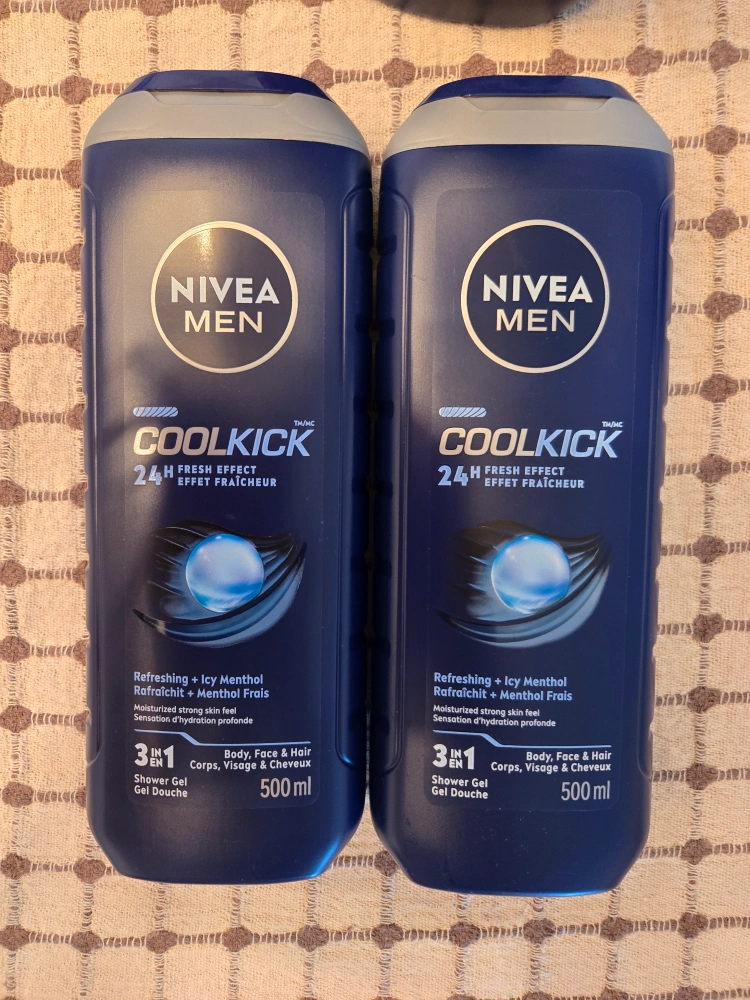 NIVEA
MEN
TM/MC
COOLKICK
24H FRESH EFFECT
EFFET FRAÎCHEUR
Refreshing + Icy Menthol
Rafraîchit + Menthol Frais
Moisturized strong skin feel
Sensation d'hydration profonde
3 IN EN 1
Body, Face & Hair
Corps, Visage & Cheveux
Shower Gel
Gel Douche
500 ml
NIVEA
MEN
TM/MC
COOLKICK
24H FRESH EFFECT
EFFET FRAÎCHEUR
Refreshing + Icy Menthol
Rafraîchit + Menthol Frais
Moisturized strong skin feel
Sensation d'hydration profonde
3 IN EN 1
Body, Face & Hair
Corps, Visage & Cheveux
Shower Gel
Gel Douche
500 ml